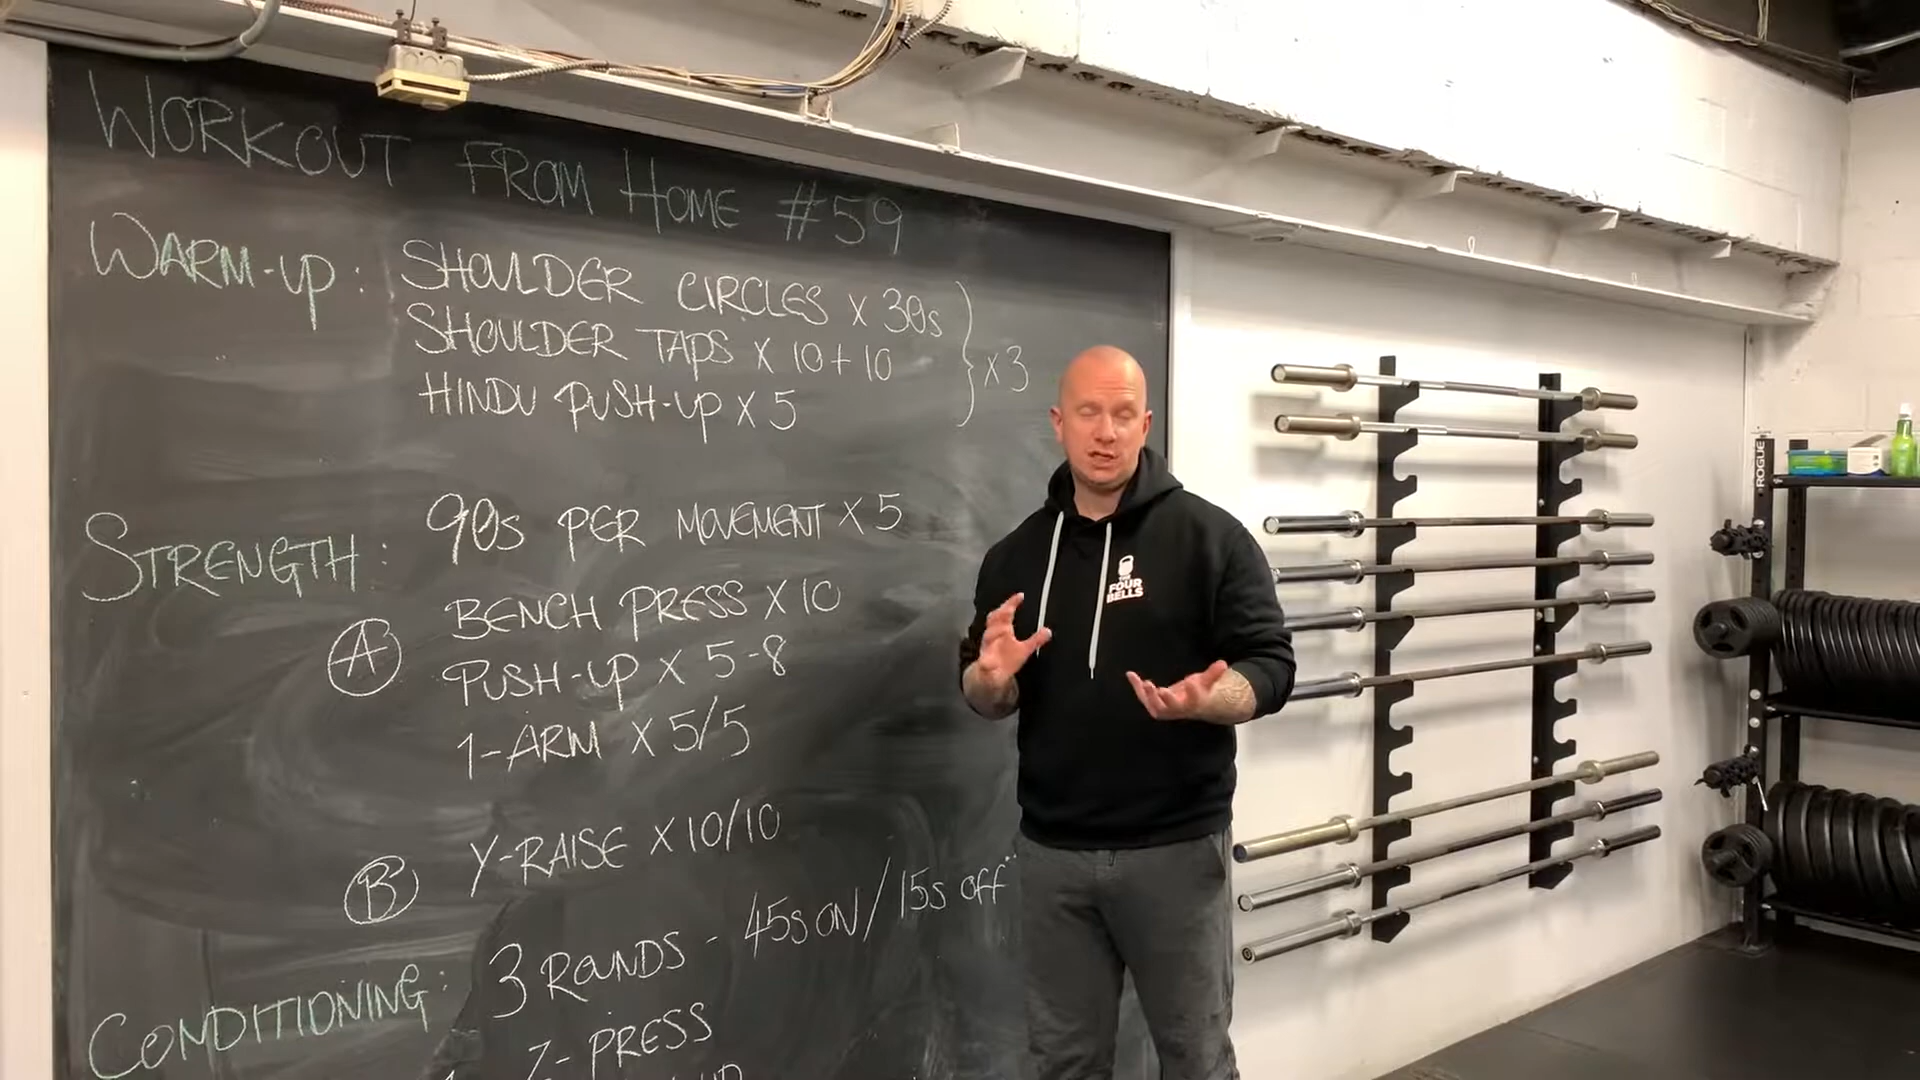 WORKOUT FROM HOME #59
WARM-UP: SHOULDER CIRCLES X 30s
SHOULDER TAPS X 10+10
HINDU PUSH-UP X 5
} X3
STRENGTH: 90s PER MOVEMENT X 5
A
BENCH PRESS X 10
PUSH-UP X 5-8
1-ARM X 5/5
B
Y-RAISE X 10/10
CONDITIONING: 3 ROUNDS - 45s ON/15s OFF
Z-PRESS
THE
FOUR
BELLS
ROGUE